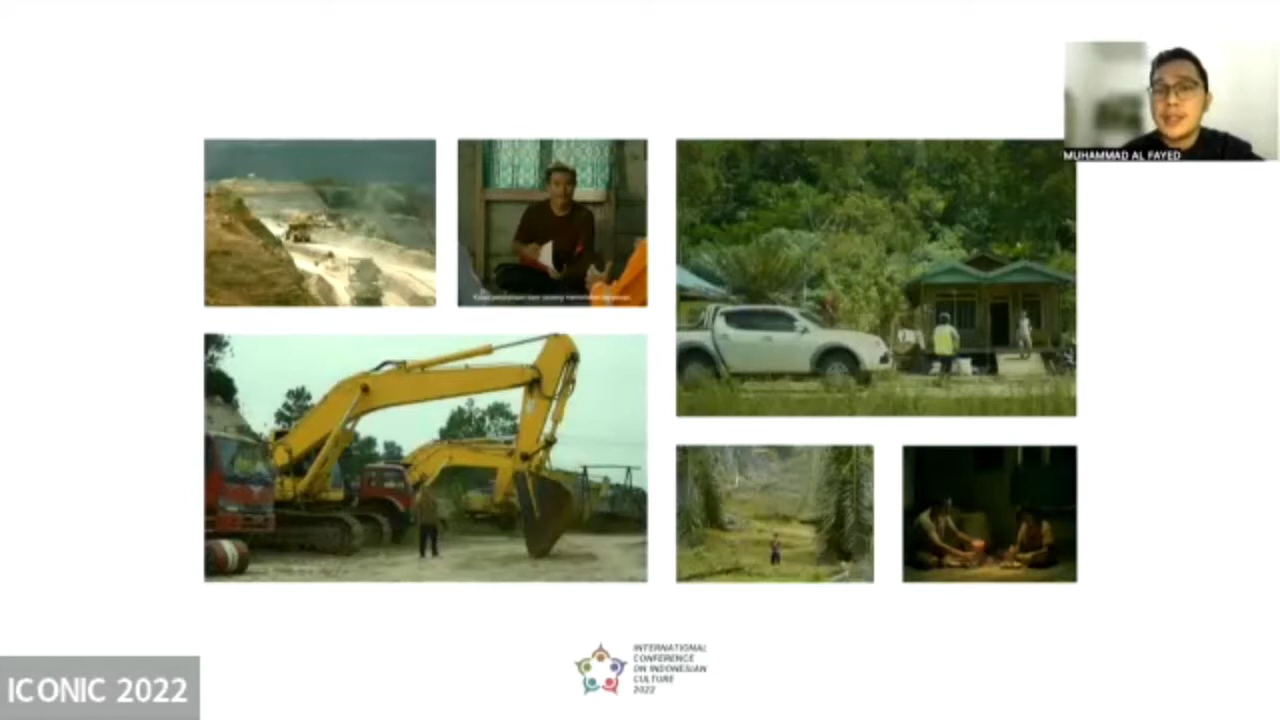 MUHAMMAD AL FAYED
INTERNATIONAL
CONFERENCE
ON INDONESIAN
CULTURE
2022
ICONIC 2022